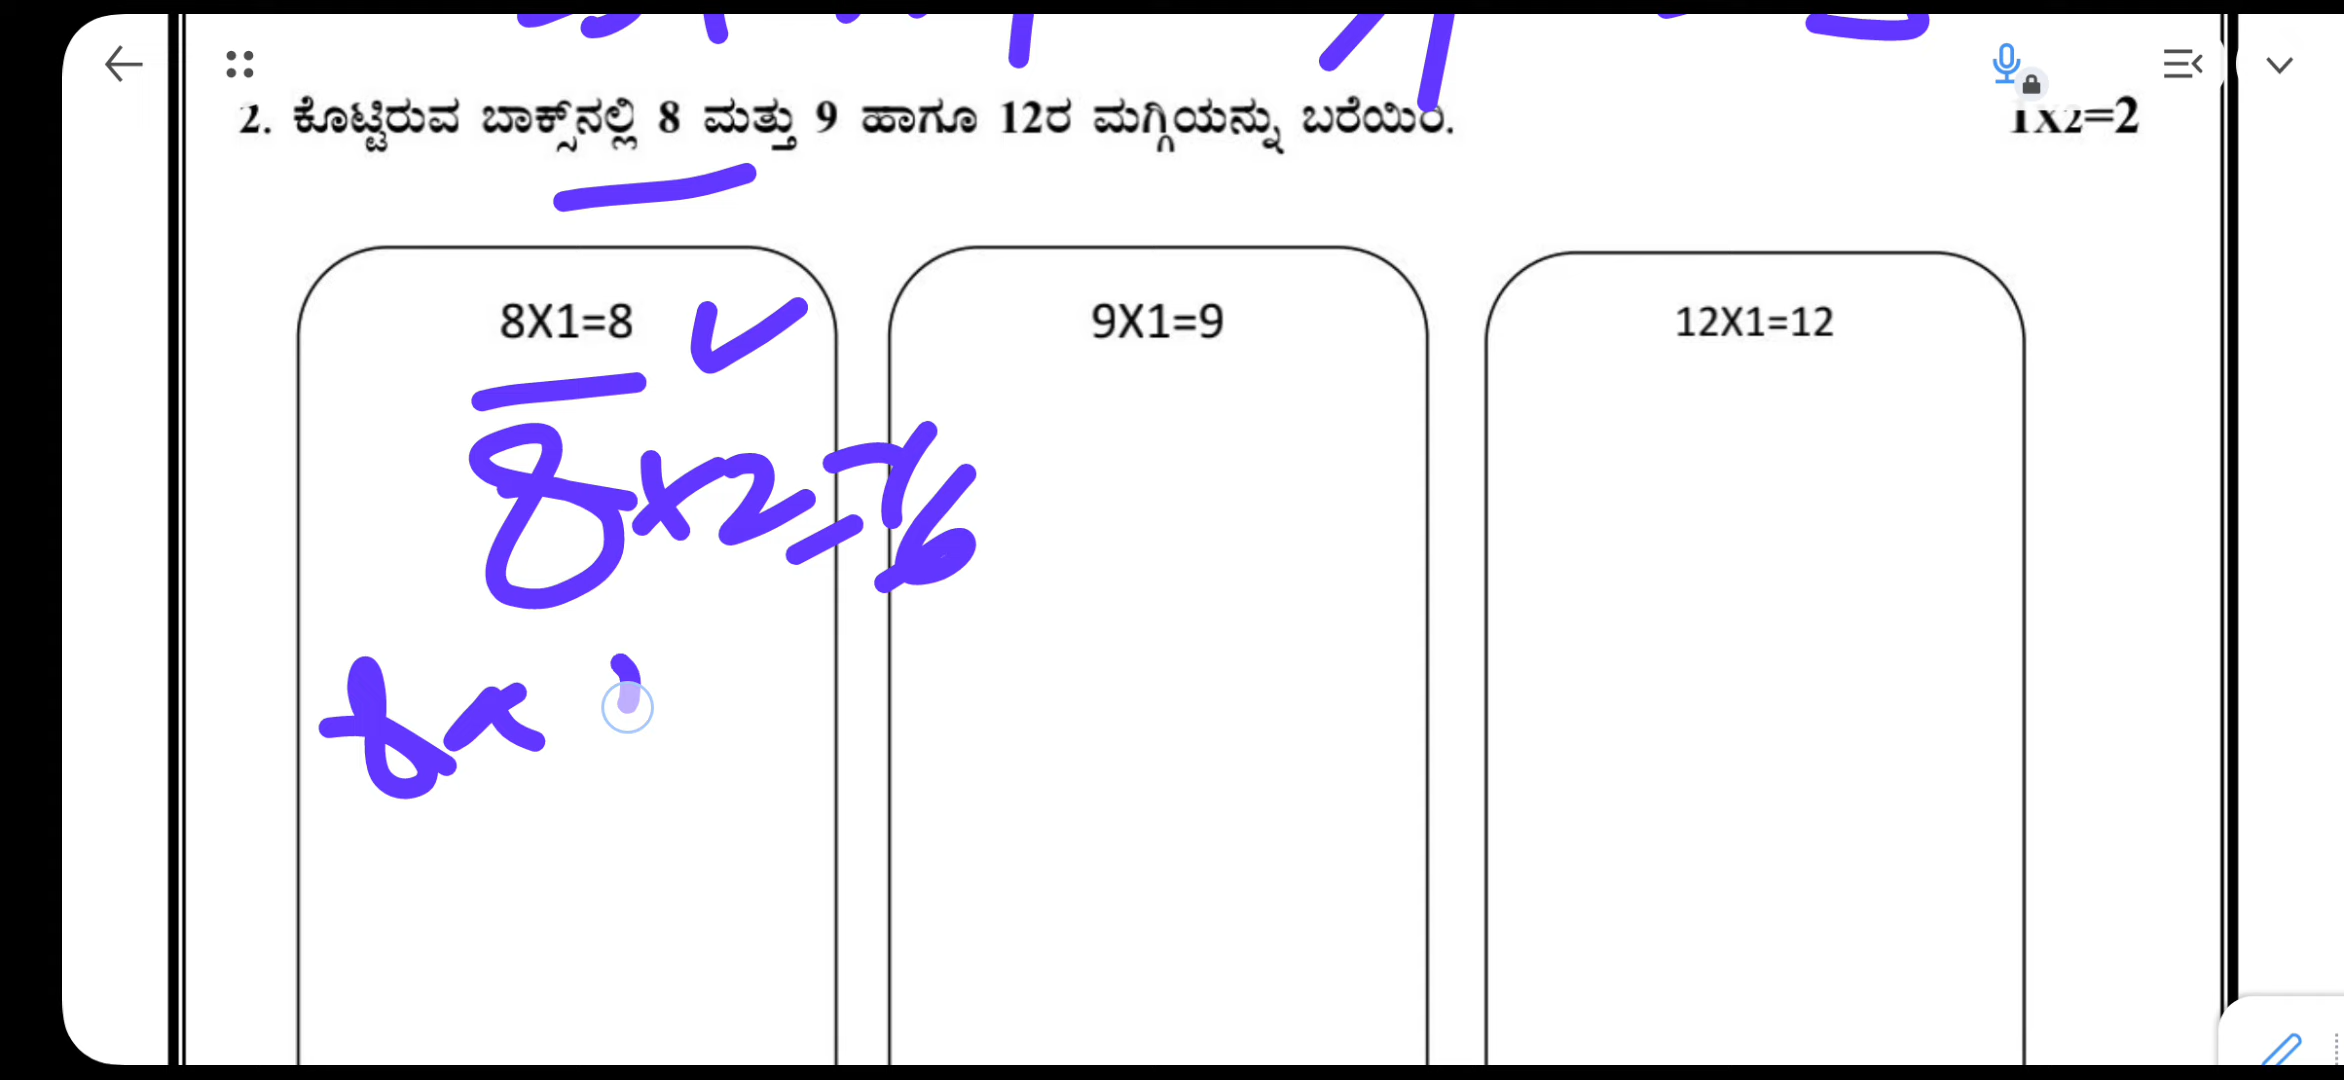 2. ಕೊಟ್ಟಿರುವ ಬಾಕ್ಸ್‌ನಲ್ಲಿ 8 ಮತ್ತು 9 ಹಾಗೂ 12ರ ಮಗ್ಗಿಯನ್ನು ಬರೆಯಿರಿ. 1X2=2
8X1=8 9X1=9 12X1=12
8x2=16
8x